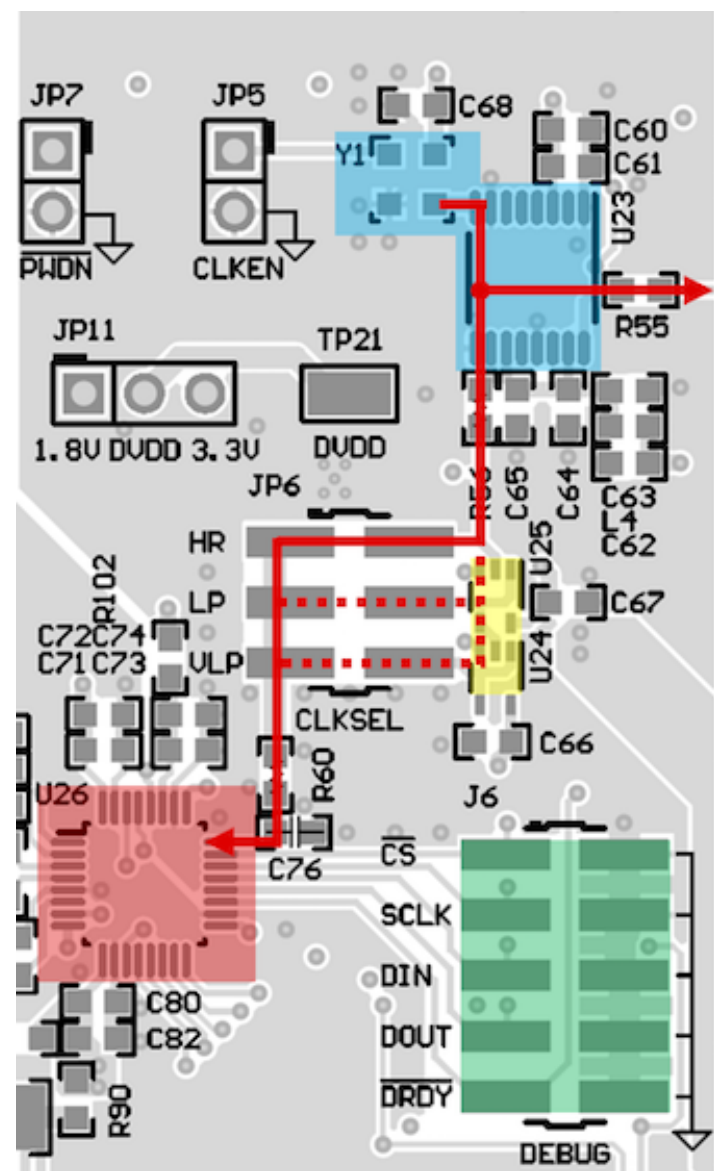 JP7
JP5
C68
C60
C61
Y1
U23
PWDN
CLKEN
R55
JP11
TP21
1.8V DVDD 3.3V
DVDD
R56
C65
C64
C63
L4
C62
JP6
HR
LP
VLP
CLKSEL
U25
U24
C67
C66
R102
C72 C74
C71 C73
U26
R60
C76
J6
CS
SCLK
DIN
DOUT
DRDY
DEBUG
C80
C82
R90